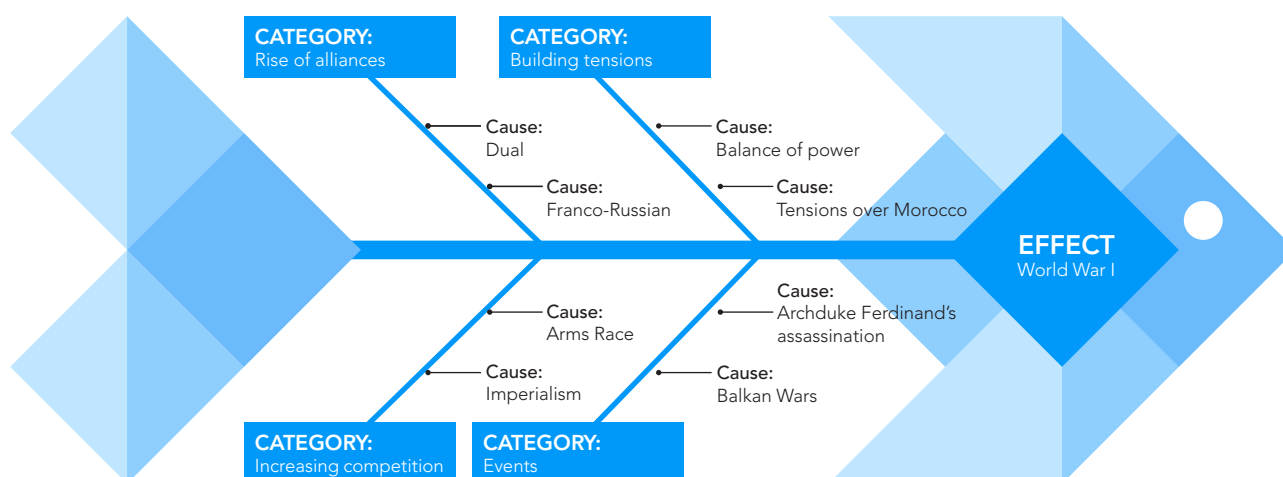 CATEGORY:
Rise of alliances
CATEGORY:
Building tensions
Cause:
Dual
Cause:
Franco-Russian
Cause:
Balance of power
Cause:
Tensions over Morocco
EFFECT
World War I
Cause:
Arms Race
Cause:
Imperialism
Cause:
Archduke Ferdinand’s
assassination
Cause:
Balkan Wars
CATEGORY:
Increasing competition
CATEGORY:
Events